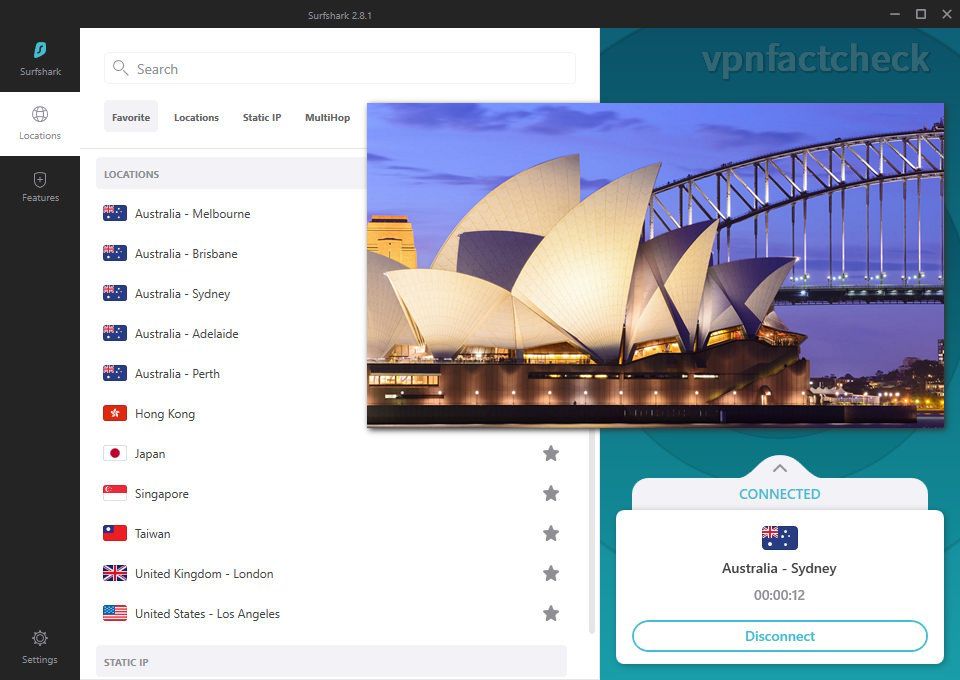 Surfshark 2.8.1
Surfshark
Locations
Features
Settings
Search
Favorite
Locations
Static IP
MultiHop
LOCATIONS
Australia - Melbourne
Australia - Brisbane
Australia - Sydney
Australia - Adelaide
Australia - Perth
Hong Kong
Japan
Singapore
Taiwan
United Kingdom - London
United States - Los Angeles
STATIC IP
vpnfactcheck
CONNECTED
Australia - Sydney
00:00:12
Disconnect